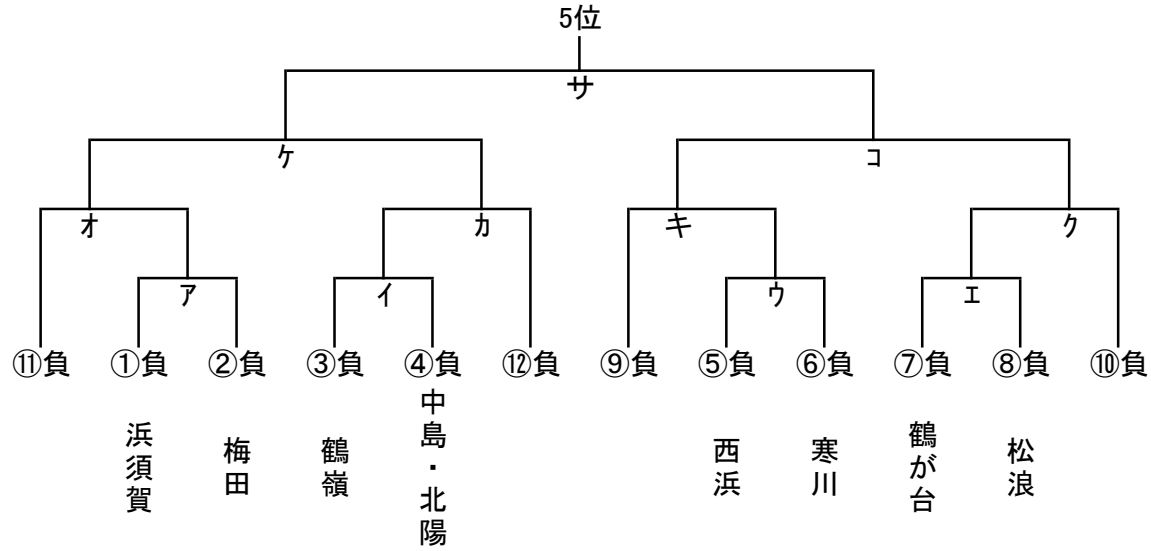 5位
サ
ケ
コ
オ
カ
キ
ク
ア
イ
ウ
エ
⑪負
①負
②負
③負
④負
⑫負
⑨負
⑤負
⑥負
⑦負
⑧負
⑩負
浜須賀
梅田
鶴嶺
中島・北陽
西浜
寒川
鶴が台
松浪